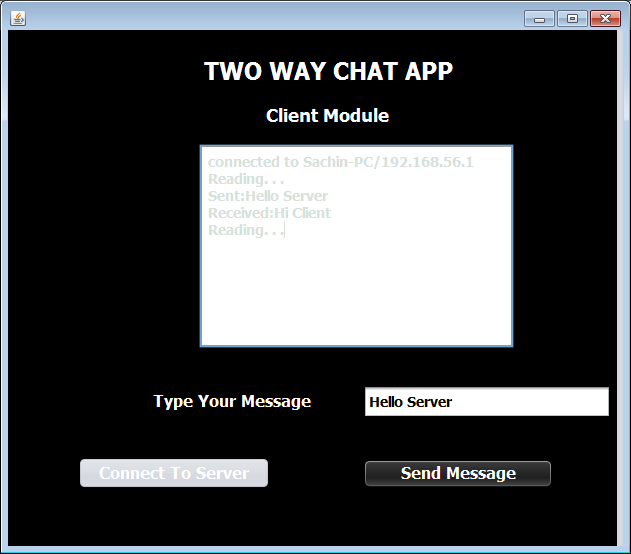 TWO WAY CHAT APP
Client Module
connected to Sachin-PC/192.168.56.1
Reading...
Sent:Hello Server
Received:Hi Client
Reading...
Type Your Message
Hello Server
Connect To Server
Send Message